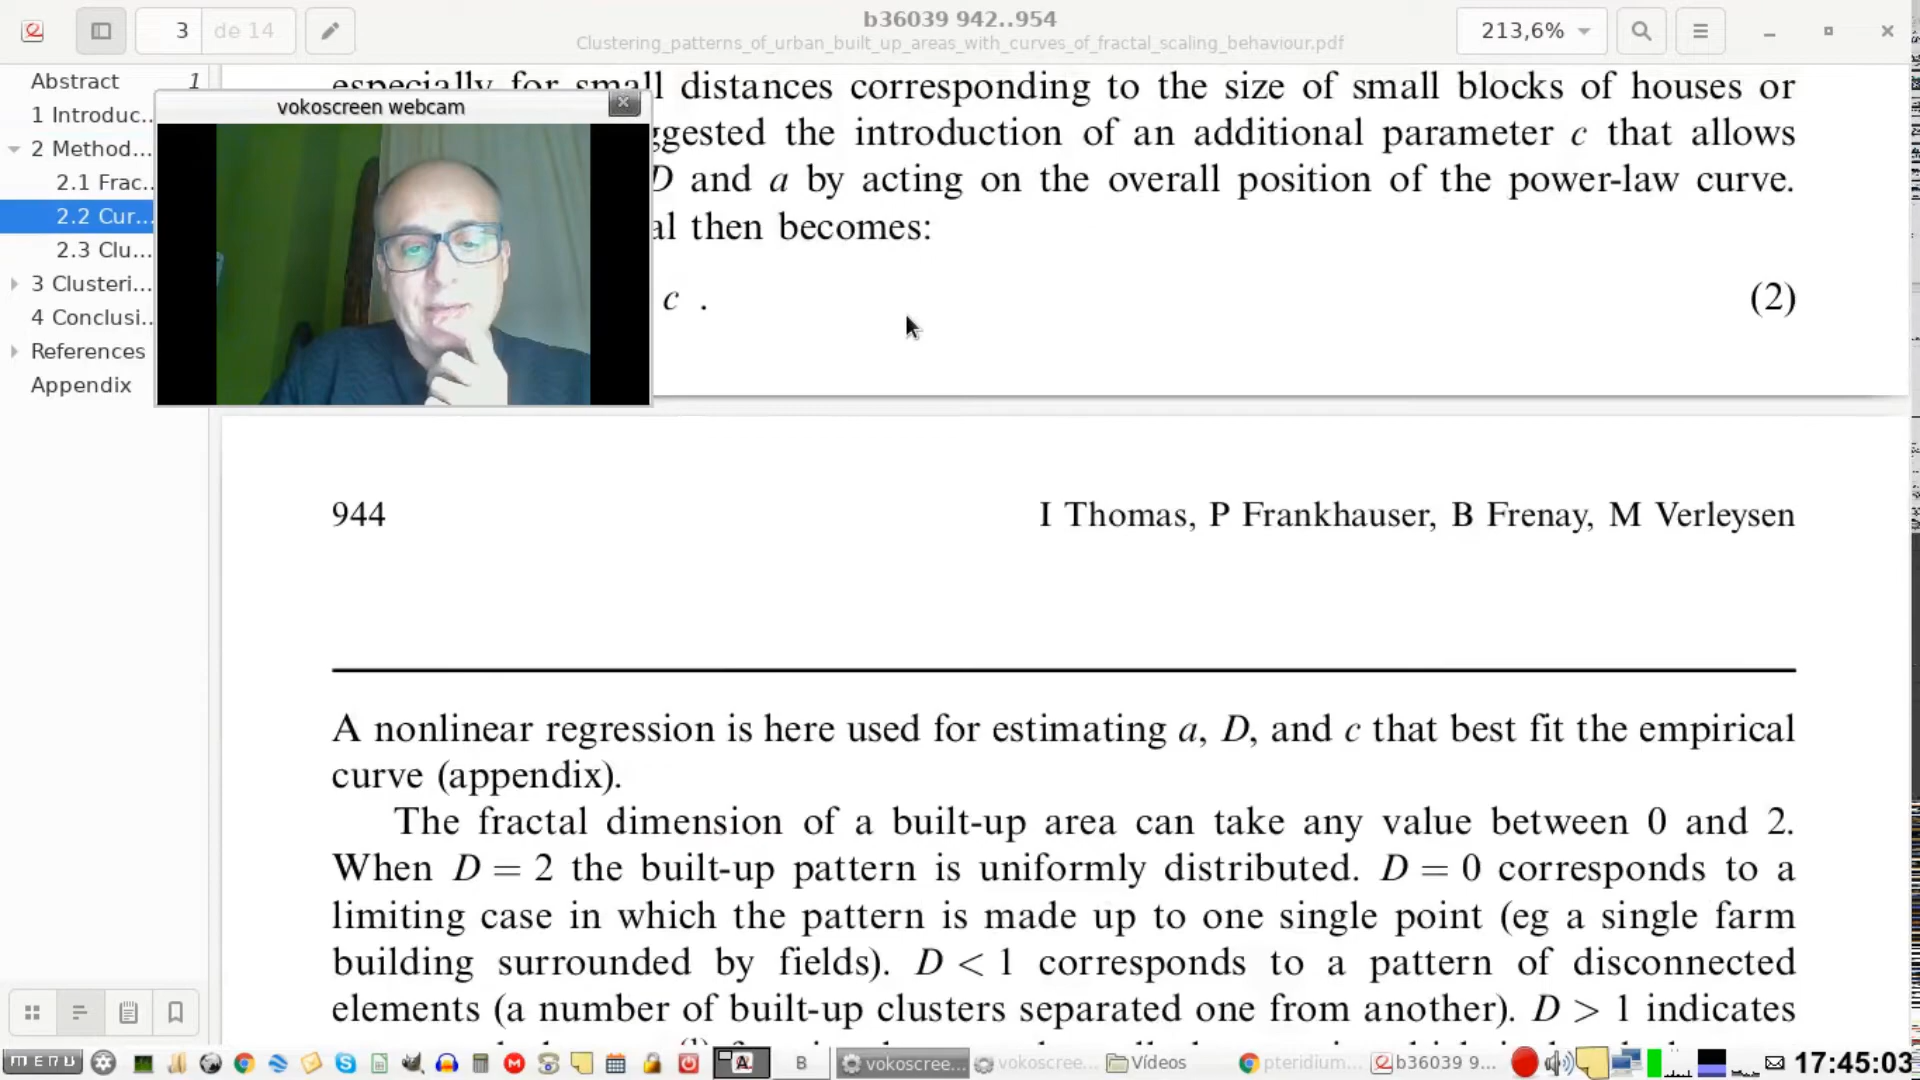 3 de 14
b36039 942..954
Clustering_patterns_of_urban_built_up_areas_with_curves_of_fractal_scaling_behaviour.pdf
213,6%
Abstract 1
1 Introduc...
2 Method...
2.1 Frac...
2.2 Cur...
2.3 Clu...
3 Clusteri...
4 Conclusi...
References
Appendix
vokoscreen webcam
especially for small distances corresponding to the size of small blocks of houses or
ggested the introduction of an additional parameter c that allows
D and a by acting on the overall position of the power-law curve.
al then becomes:
c . (2)
944 I Thomas, P Frankhauser, B Frenay, M Verleysen
A nonlinear regression is here used for estimating a, D, and c that best fit the empirical
curve (appendix).
The fractal dimension of a built-up area can take any value between 0 and 2.
When D = 2 the built-up pattern is uniformly distributed. D = 0 corresponds to a
limiting case in which the pattern is made up to one single point (eg a single farm
building surrounded by fields). D < 1 corresponds to a pattern of disconnected
elements (a number of built-up clusters separated one from another). D > 1 indicates
menu A B vokoscree... vokoscree... Vídeos pteridium... b36039 9... 17:45:03